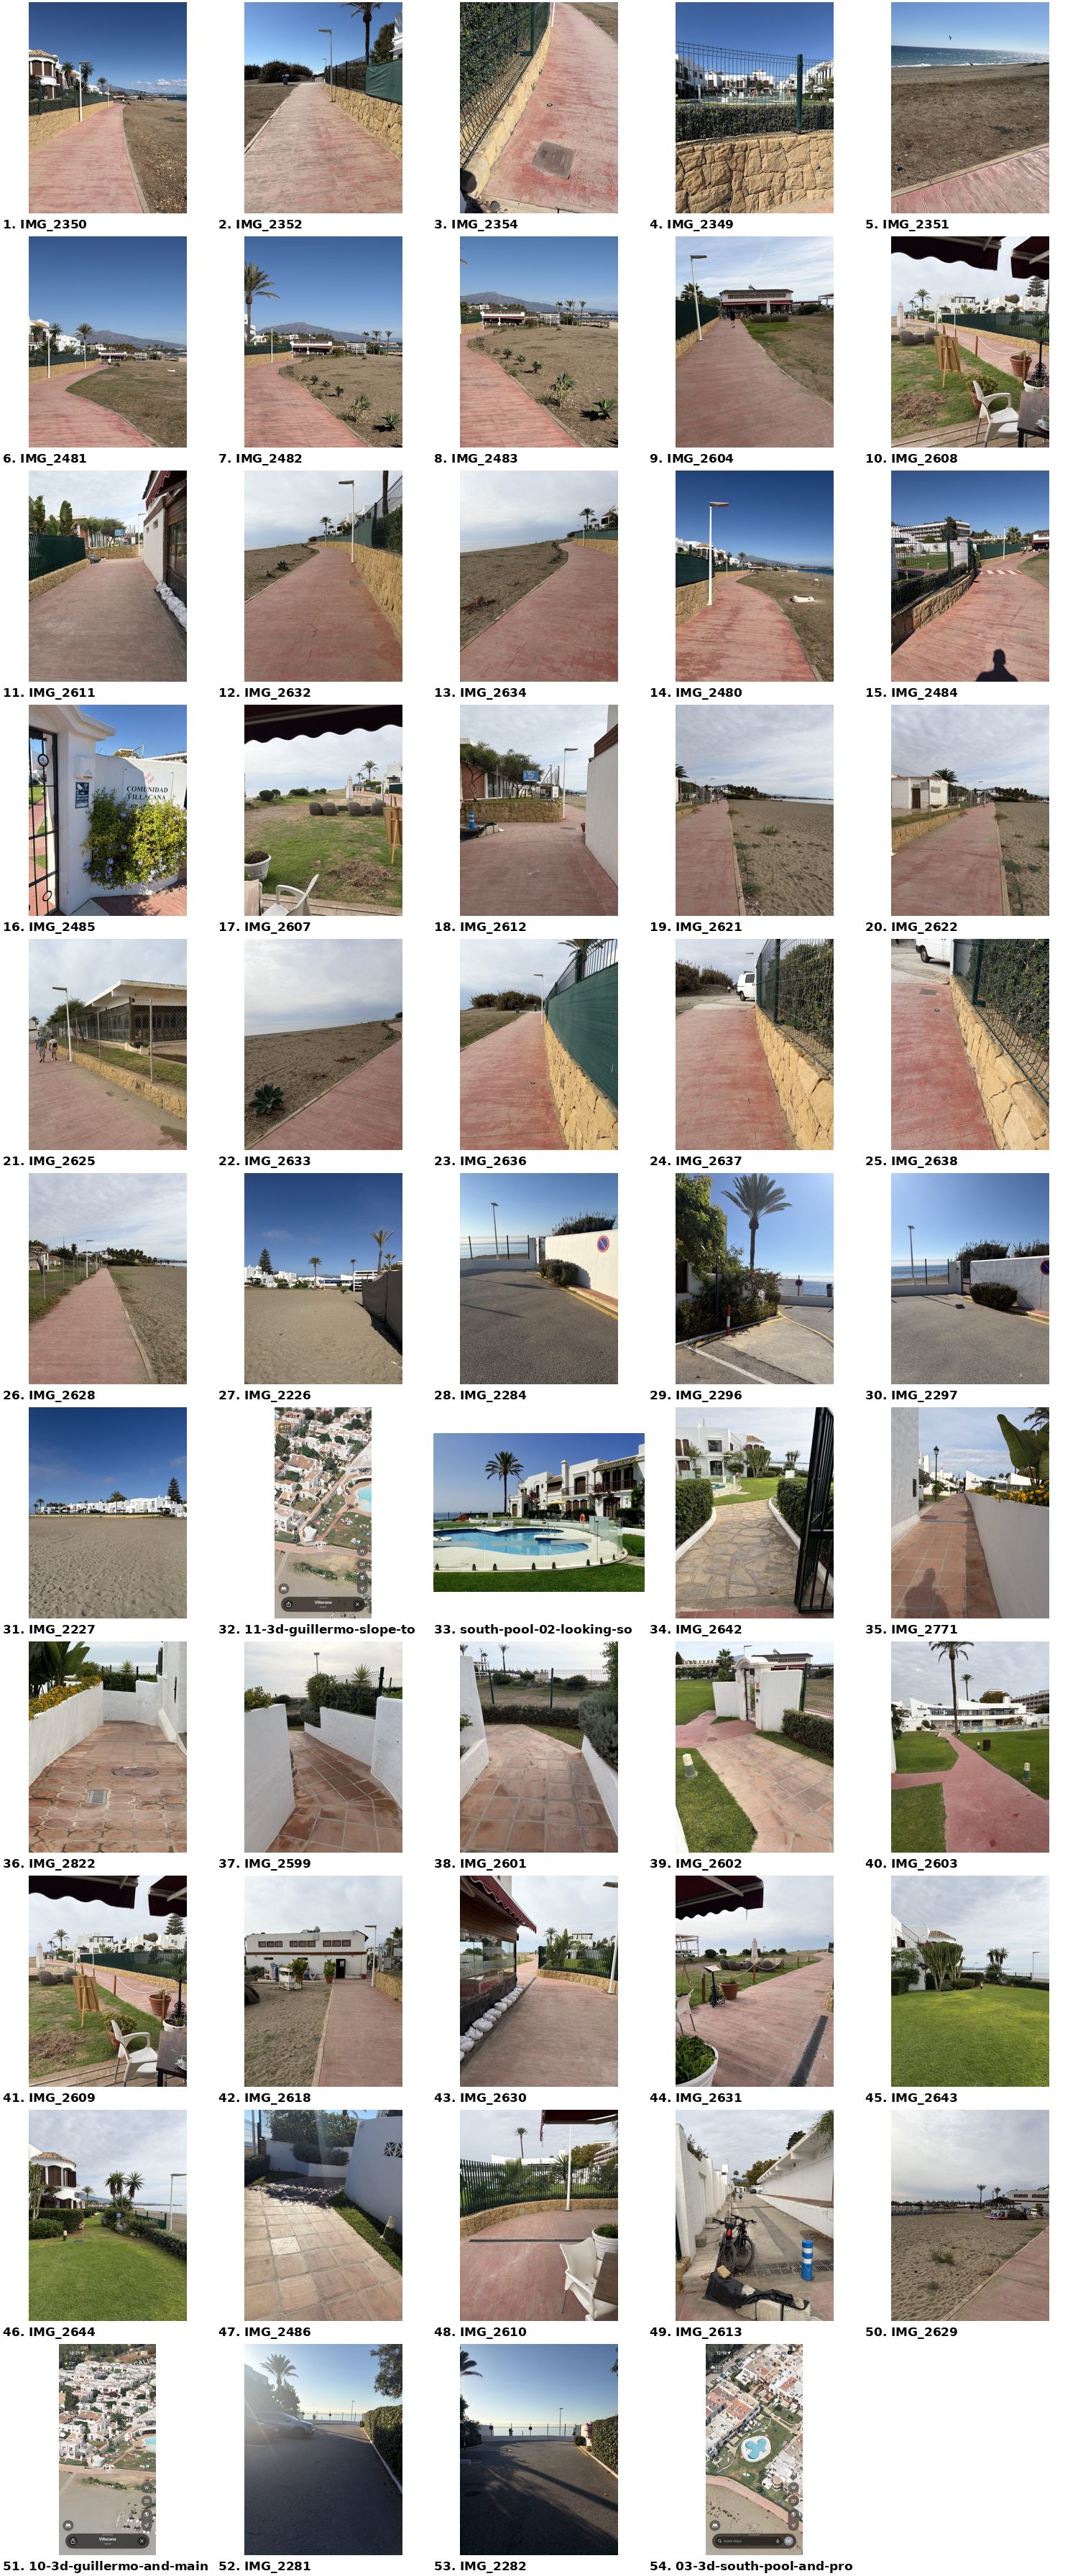 1. IMG_2350
2. IMG_2352
3. IMG_2354
4. IMG_2349
5. IMG_2351
6. IMG_2481
7. IMG_2482
8. IMG_2483
9. IMG_2604
10. IMG_2608
11. IMG_2611
12. IMG_2632
13. IMG_2634
14. IMG_2480
15. IMG_2484
COMUNIDAD
VILLACANA
16. IMG_2485
17. IMG_2607
18. IMG_2612
19. IMG_2621
20. IMG_2622
21. IMG_2625
22. IMG_2633
23. IMG_2636
24. IMG_2637
25. IMG_2638
26. IMG_2628
27. IMG_2226
28. IMG_2284
29. IMG_2296
30. IMG_2297
Villacana
31. IMG_2227
32. 11-3d-guillermo-slope-to
33. south-pool-02-looking-so
34. IMG_2642
35. IMG_2771
36. IMG_2822
37. IMG_2599
38. IMG_2601
39. IMG_2602
40. IMG_2603
41. IMG_2609
42. IMG_2618
43. IMG_2630
44. IMG_2631
45. IMG_2643
46. IMG_2644
47. IMG_2486
48. IMG_2610
49. IMG_2613
50. IMG_2629
Villacana
51. 10-3d-guillermo-and-main
52. IMG_2281
53. IMG_2282
54. 03-3d-south-pool-and-pro